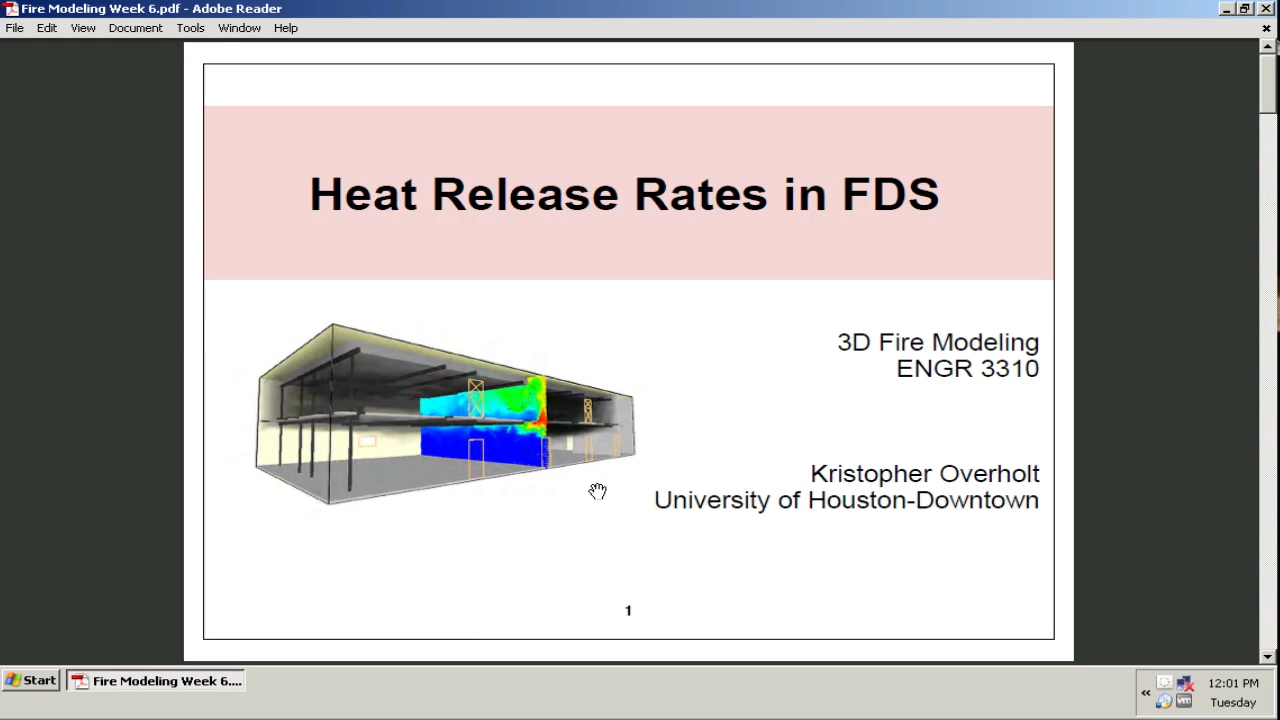 Fire Modeling Week 6.pdf - Adobe Reader
File Edit View Document Tools Window Help
Heat Release Rates in FDS
3D Fire Modeling
ENGR 3310
Kristopher Overholt
University of Houston-Downtown
1
Start
Fire Modeling Week 6....
12:01 PM
Tuesday